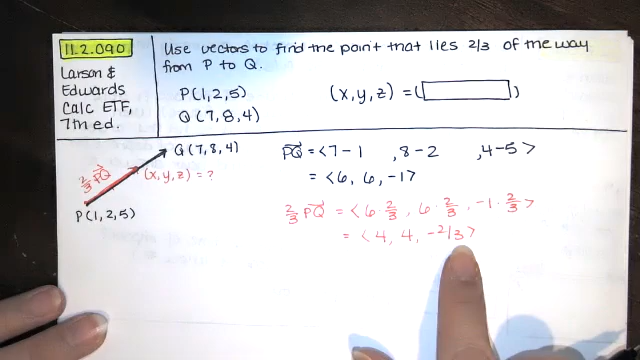 11.2.090
Larson &
Edwards
Calc ETF,
7th ed.
Use vectors to find the point that lies 2/3 of the way
from P to Q.
P(1,2,5)
Q(7,8,4)
(x,y,z) = ( )
Q(7,8,4)
2/3 PQ→
(x,y,z) = ?
P(1,2,5)
PQ→ = <7-1 , 8-2 , 4-5>
= <6, 6, -1>
2/3 PQ→ = <6·2/3, 6·2/3, -1·2/3>
= <4, 4, -2/3>